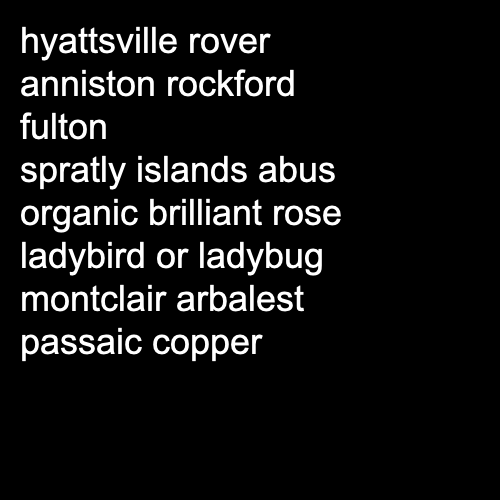 hyattsville rover
anniston rockford
fulton
spratly islands abus
organic brilliant rose
ladybird or ladybug
montclair arbalest
passaic copper